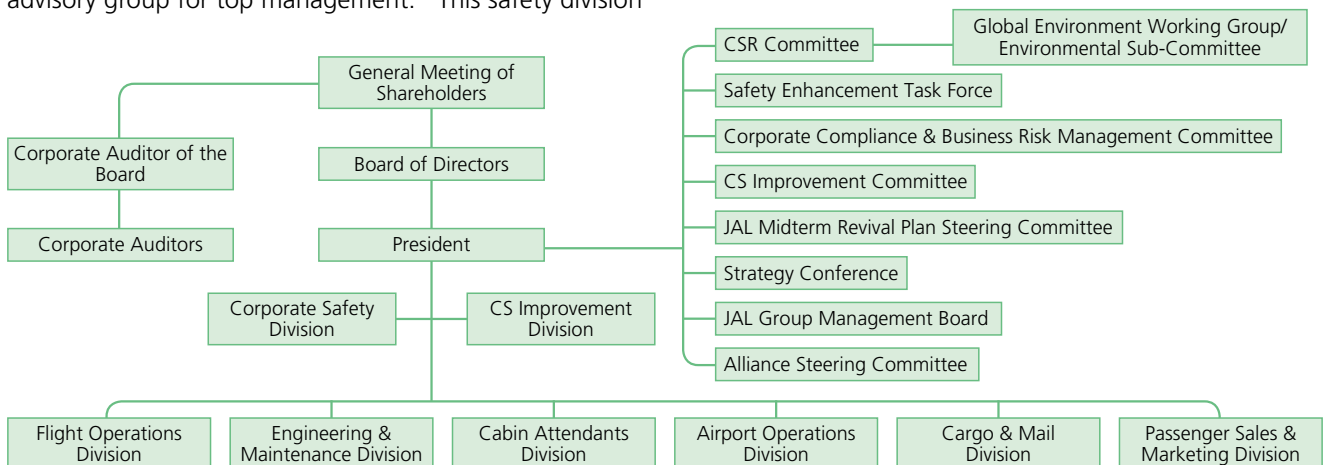 advisory group for top management. This safety division
CSR Committee
Global Environment Working Group/
Environmental Sub-Committee
General Meeting of
Shareholders
Safety Enhancement Task Force
Corporate Auditor of the
Board
Board of Directors
Corporate Compliance & Business Risk Management Committee
CS Improvement Committee
Corporate Auditors
President
JAL Midterm Revival Plan Steering Committee
Strategy Conference
Corporate Safety
Division
CS Improvement
Division
JAL Group Management Board
Alliance Steering Committee
Flight Operations
Division
Engineering &
Maintenance Division
Cabin Attendants
Division
Airport Operations
Division
Cargo & Mail
Division
Passenger Sales &
Marketing Division